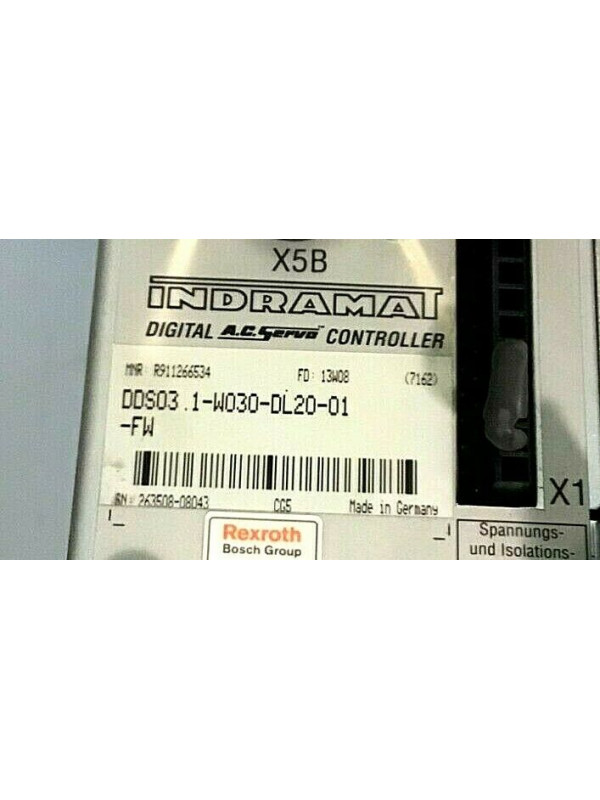 X5B
INDRAMAT
DIGITAL A.C. Servo™ CONTROLLER
MNR: R911266534 FD: 13W08 (7162)
DDS03.1-W030-DL20-01
-FW
SN: 263508-08043 CG5 Made in Germany
X1
Rexroth
Bosch Group
Spannungs-
und Isolations-